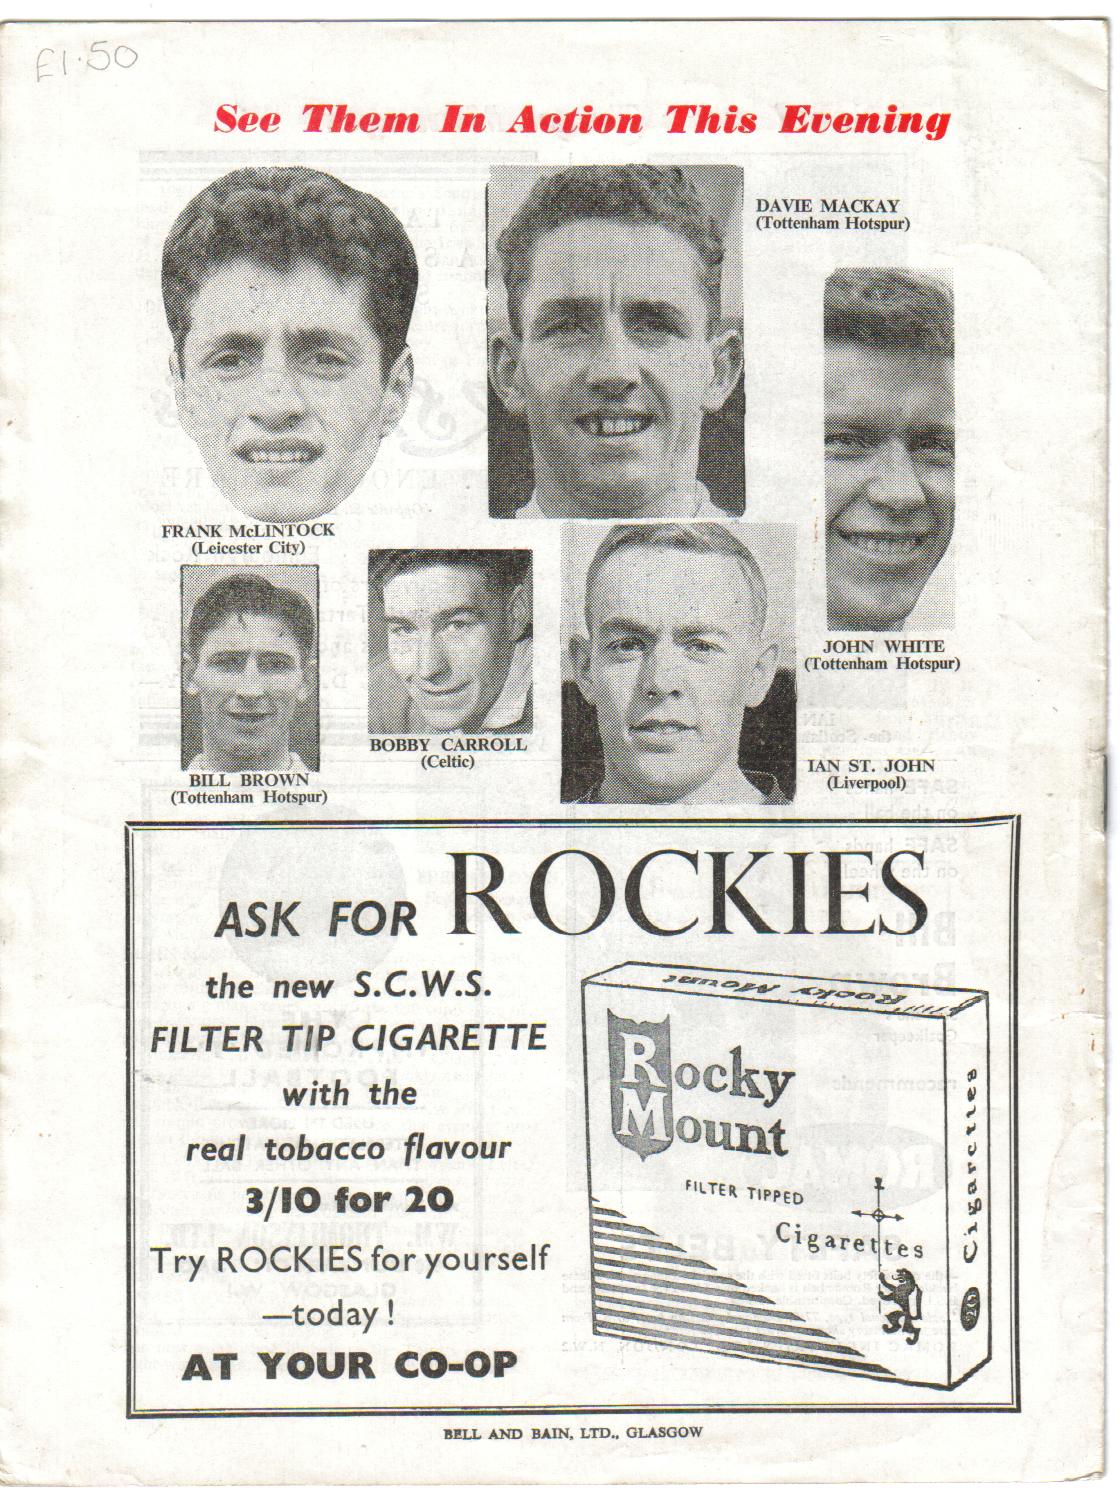 £1.50
See Them In Action This Evening
DAVIE MACKAY
(Tottenham Hotspur)
FRANK McLINTOCK
(Leicester City)
JOHN WHITE
(Tottenham Hotspur)
BOBBY CARROLL
(Celtic)
IAN ST. JOHN
(Liverpool)
BILL BROWN
(Tottenham Hotspur)
ASK FOR ROCKIES
the new S.C.W.S.
FILTER TIP CIGARETTE
with the
real tobacco flavour
3/10 for 20
Try ROCKIES for yourself
—today!
AT YOUR CO-OP
Rocky Mount
Rocky
Mount
FILTER TIPPED
Cigarettes
Cigarettes
20
BELL AND BAIN, LTD., GLASGOW